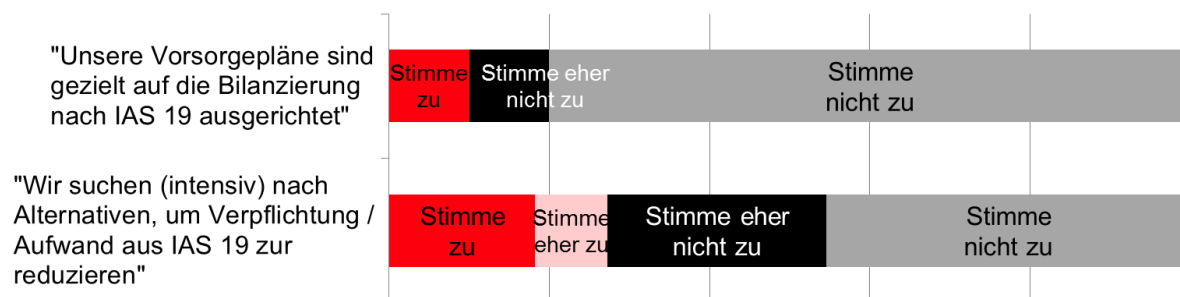 "Unsere Vorsorgepläne sind
gezielt auf die Bilanzierung
nach IAS 19 ausgerichtet"
Stimme
zu
Stimme eher
nicht zu
Stimme
nicht zu
"Wir suchen (intensiv) nach
Alternativen, um Verpflichtung /
Aufwand aus IAS 19 zur
reduzieren"
Stimme
zu
Stimme
eher zu
Stimme eher
nicht zu
Stimme
nicht zu